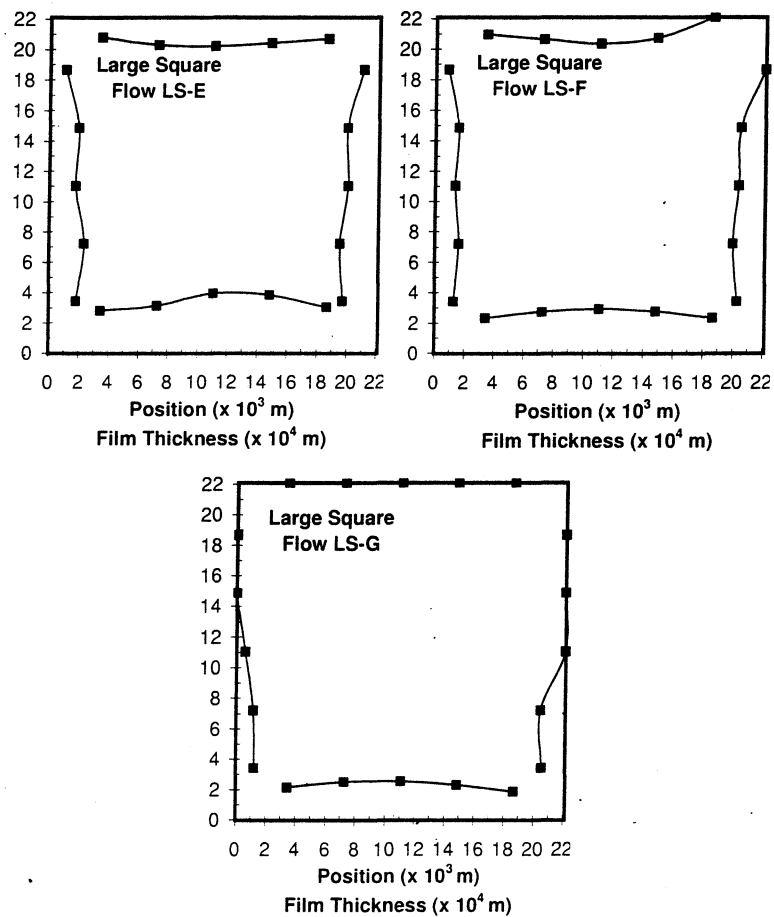 22
20
18
16
14
12
10
8
6
4
2
0
Large Square
Flow LS-E
0 2 4 6 8 10 12 14 16 18 20 22
Position (x 10³ m)
Film Thickness (x 10⁴ m)
22
20
18
16
14
12
10
8
6
4
2
0
Large Square
Flow LS-F
0 2 4 6 8 10 12 14 16 18 20 22
Position (x 10³ m)
Film Thickness (x 10⁴ m)
22
20
18
16
14
12
10
8
6
4
2
0
Large Square
Flow LS-G
0 2 4 6 8 10 12 14 16 18 20 22
Position (x 10³ m)
Film Thickness (x 10⁴ m)